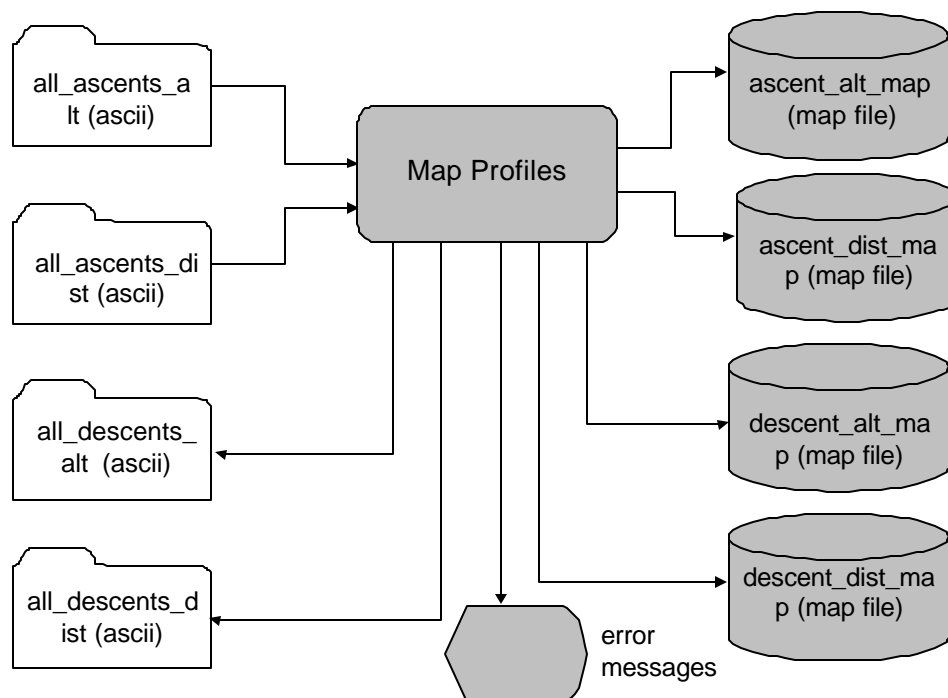 all_ascents_a
lt (ascii)
all_ascents_di
st (ascii)
all_descents_
alt (ascii)
all_descents_d
ist (ascii)
Map Profiles
error
messages
ascent_alt_map
(map file)
ascent_dist_ma
p (map file)
descent_alt_ma
p (map file)
descent_dist_ma
p (map file)